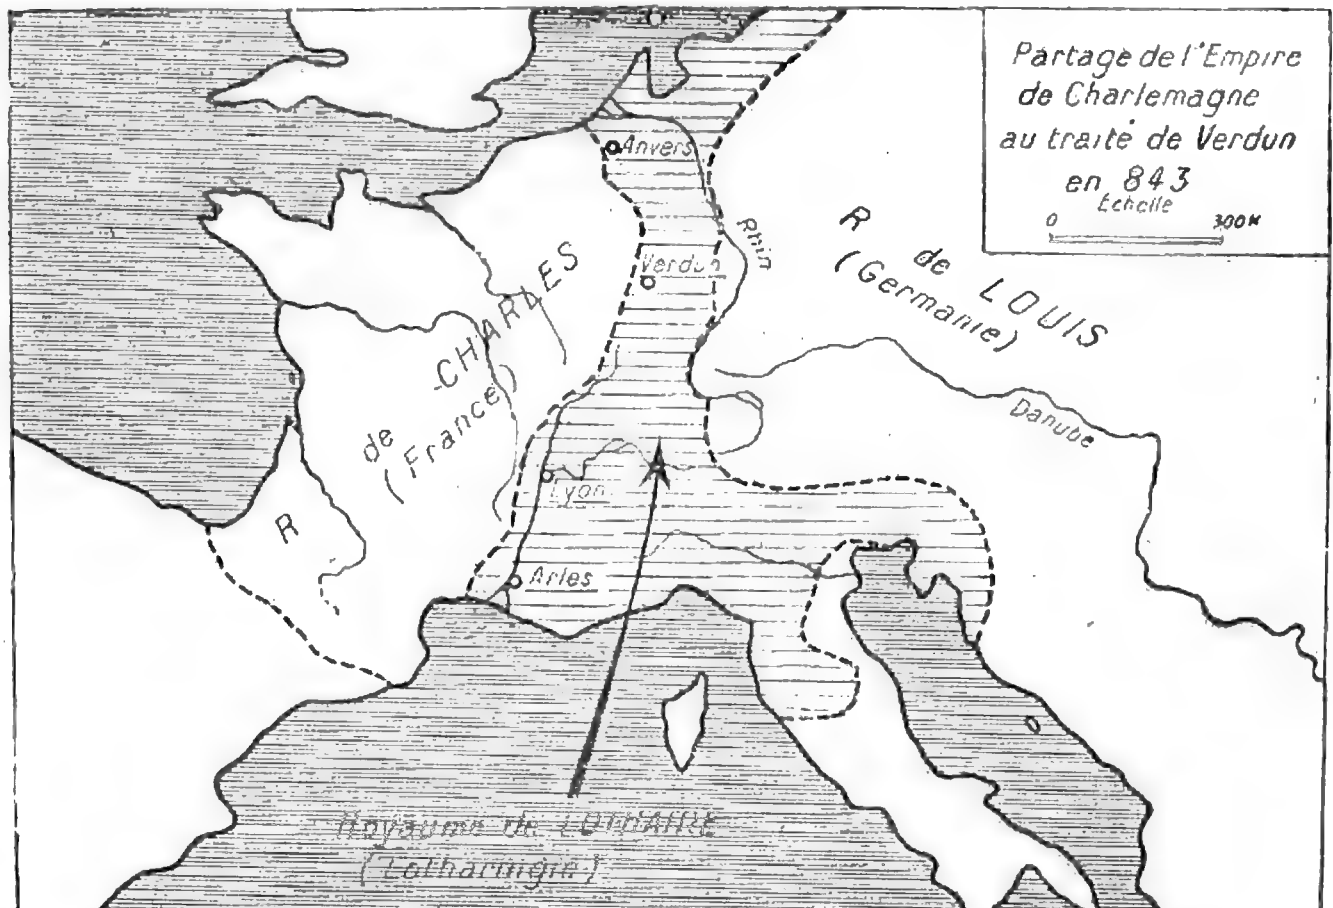 Partage de l'Empire
de Charlemagne
au traité de Verdun
en 843
Echelle
0 300K
Anvers
Rhin
Verdun
R de LOUIS
(Germanie)
R de CHARLES
(France)
Danube
Lyon
Arles
Royaume de LOTHAIRE
(Lotharingie)